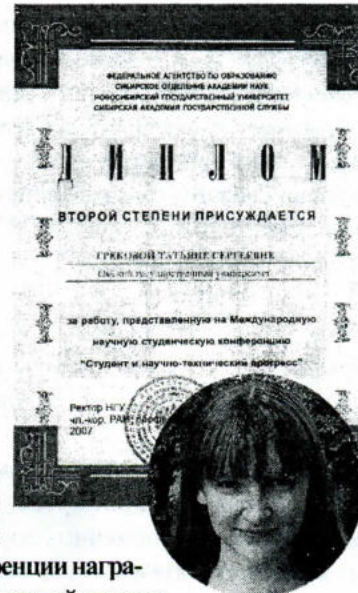 ФЕДЕРАЛЬНОЕ АГЕНТСТВО ПО ОБРАЗОВАНИЮ
СИБИРСКОЕ ОТДЕЛЕНИЕ АКАДЕМИИ НАУК
НОВОСИБИРСКИЙ ГОСУДАРСТВЕННЫЙ УНИВЕРСИТЕТ
СИБИРСКАЯ АКАДЕМИЯ ГОСУДАРСТВЕННОЙ СЛУЖБЫ
ДИПЛОМ
ВТОРОЙ СТЕПЕНИ ПРИСУЖДАЕТСЯ
ГРЕКОВОЙ ТАТЬЯНЕ СЕРГЕЕВНЕ
государственный университет
за работу, представленную на Международную
научную студенческую конференцию
"Студент и научно-технический прогресс"
Ректор НГУ
чл.-кор. РАН,
2007
ренции награ-